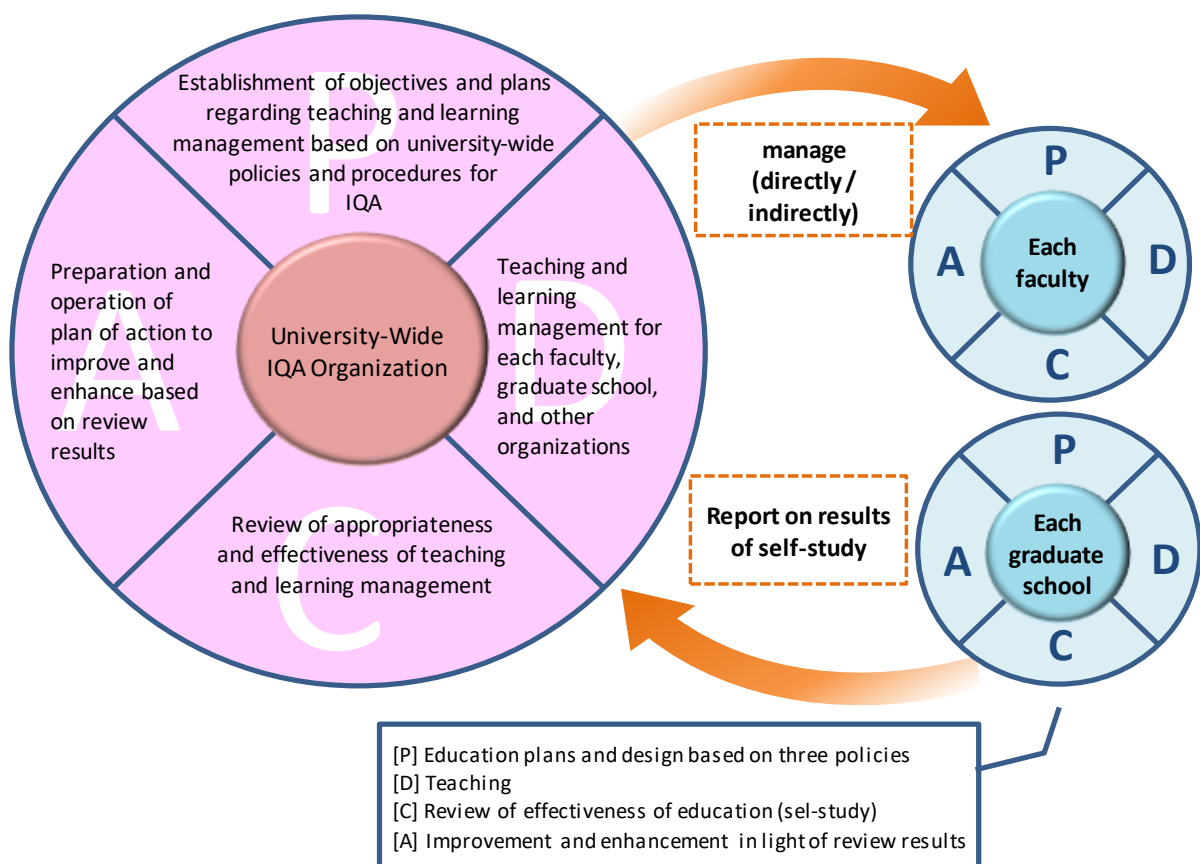 P
Establishment of objectives and plans
regarding teaching and learning
management based on university-wide
policies and procedures for
IQA
A
Preparation and
operation of
plan of action to
improve and
enhance based
on review
results
University-Wide
IQA Organization
D
Teaching and
learning
management for
each faculty,
graduate school,
and other
organizations
C
Review of appropriateness
and effectiveness of teaching
and learning management
manage
(directly /
indirectly)
P
A
Each
faculty
D
C
Report on results
of self-study
P
A
Each
graduate
school
D
C
[P] Education plans and design based on three policies
[D] Teaching
[C] Review of effectiveness of education (sel-study)
[A] Improvement and enhancement in light of review results